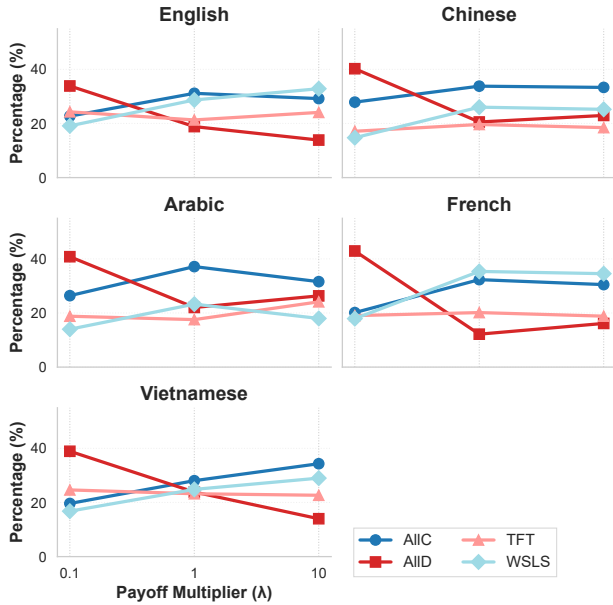 English
Chinese
Percentage (%)
40
20
0
Arabic
French
Percentage (%)
40
20
0
Vietnamese
Percentage (%)
40
20
0
0.1
1
10
Payoff Multiplier (λ)
AllC
TFT
AllD
WSLS